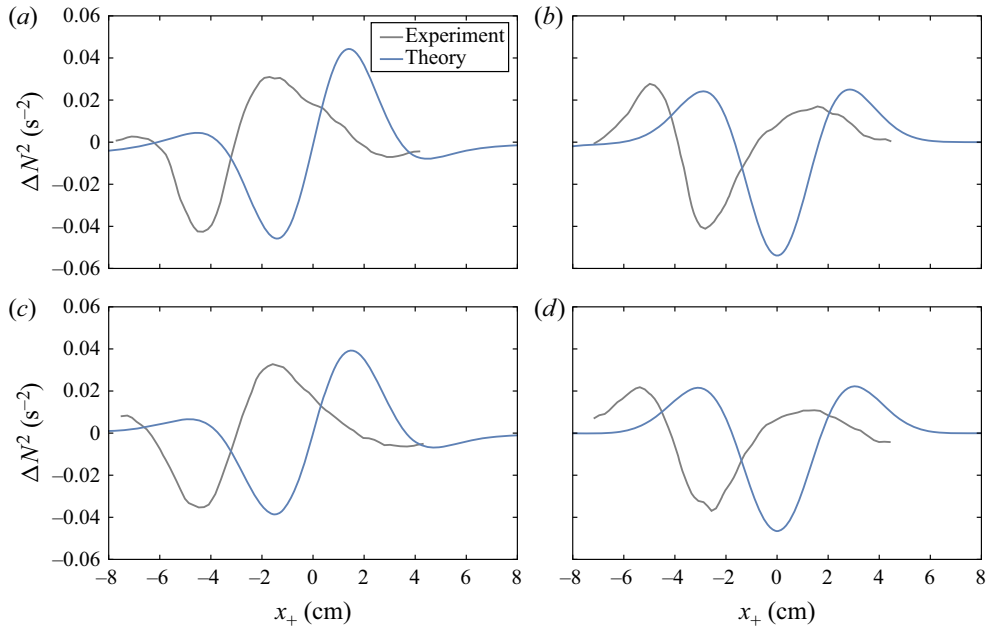 (a)
(b)
0.06
0.04
0.02
0
–0.02
–0.04
–0.06
ΔN² (s⁻²)
Experiment
Theory
(c)
(d)
0.06
0.04
0.02
0
–0.02
–0.04
–0.06
ΔN² (s⁻²)
–8 –6 –4 –2 0 2 4 6 8
–8 –6 –4 –2 0 2 4 6 8
x₊ (cm)
x₊ (cm)